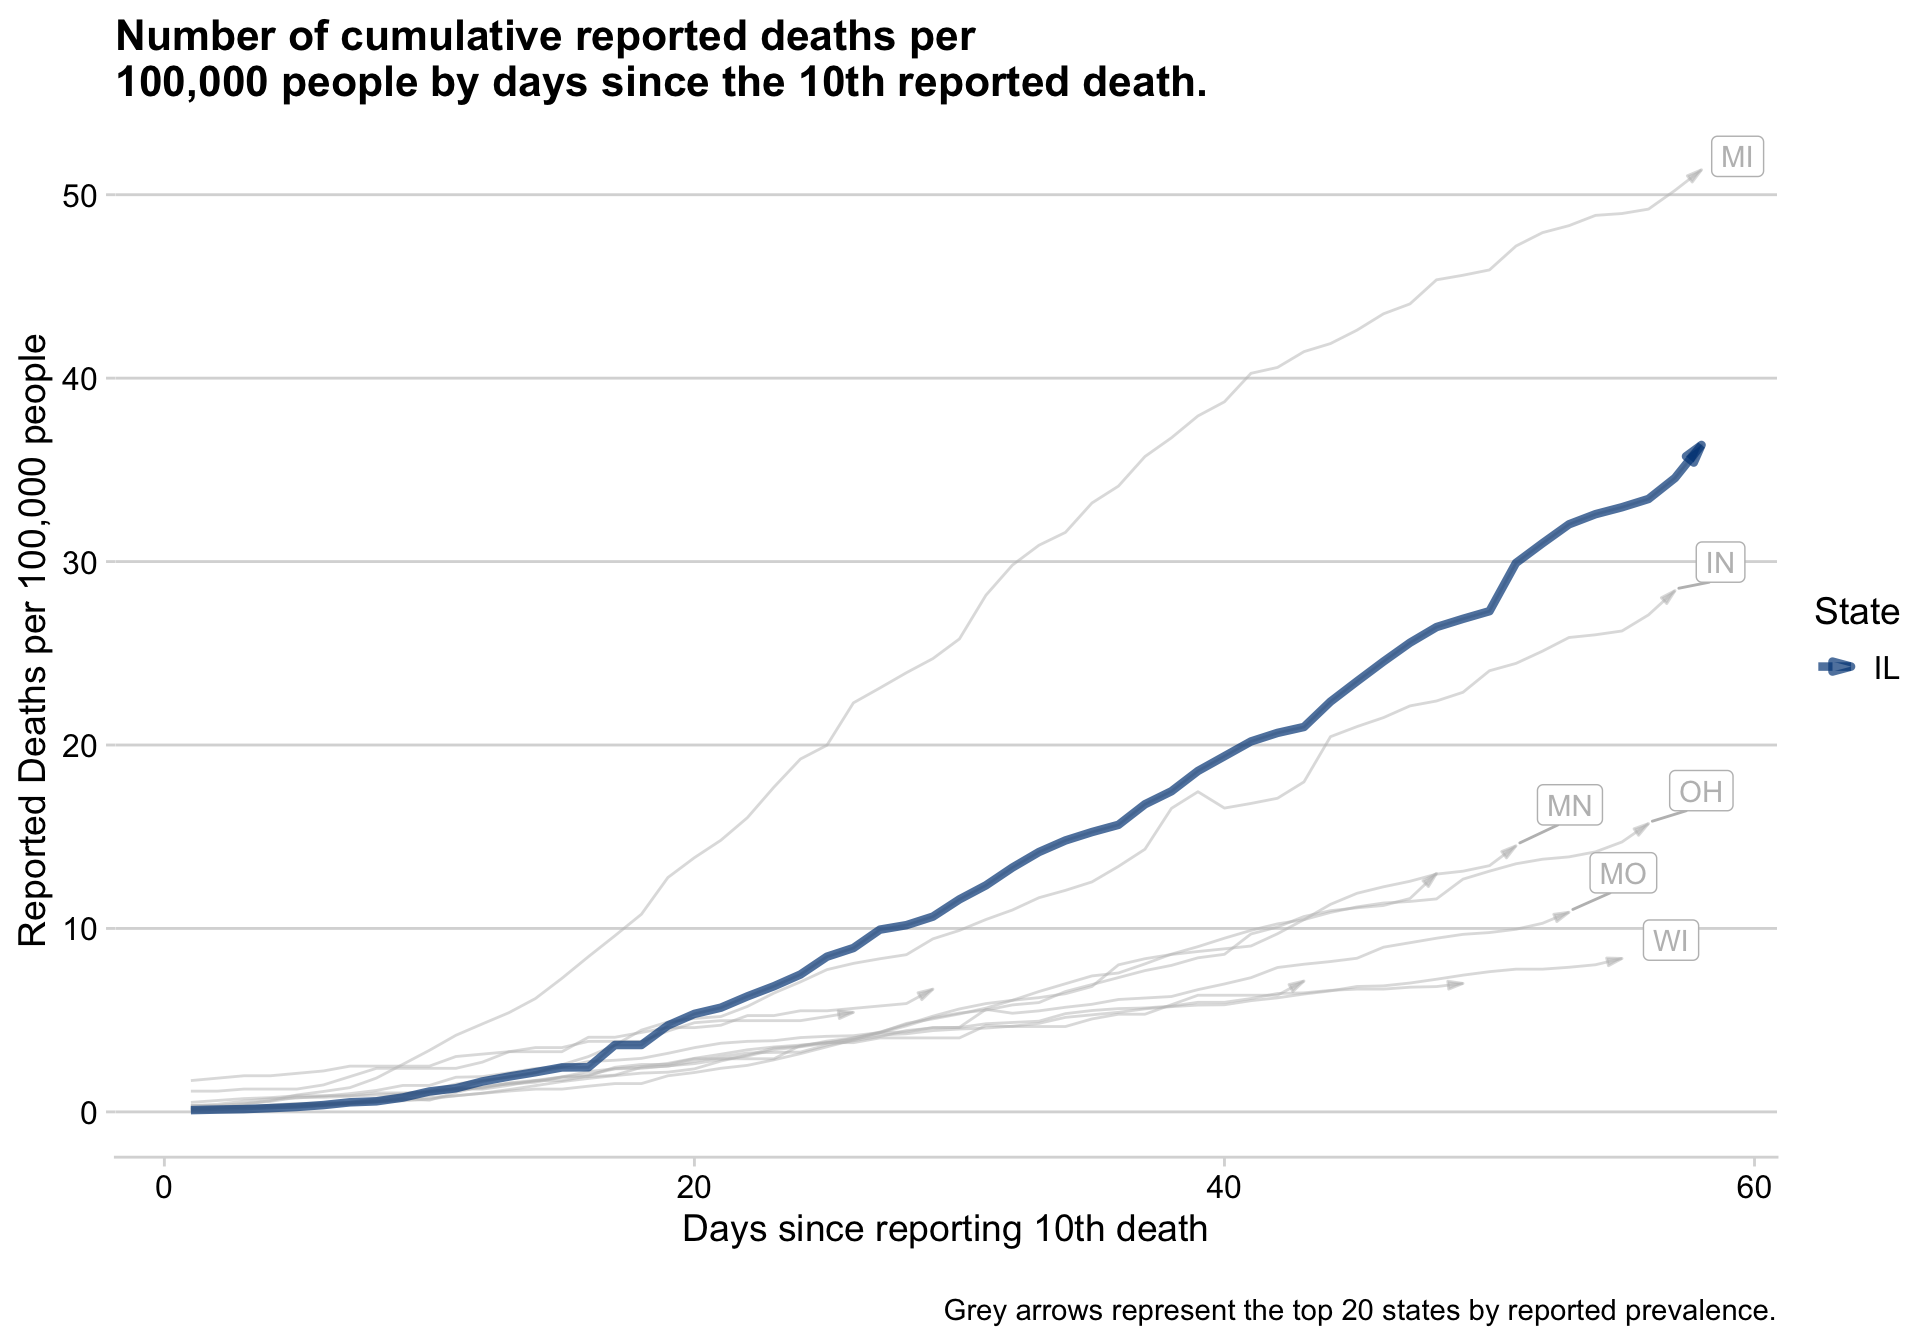 Number of cumulative reported deaths per
100,000 people by days since the 10th reported death.
Reported Deaths per 100,000 people
50
40
30
20
10
0
MI
IN
MN
OH
MO
WI
State
IL
0
20
40
60
Days since reporting 10th death
Grey arrows represent the top 20 states by reported prevalence.